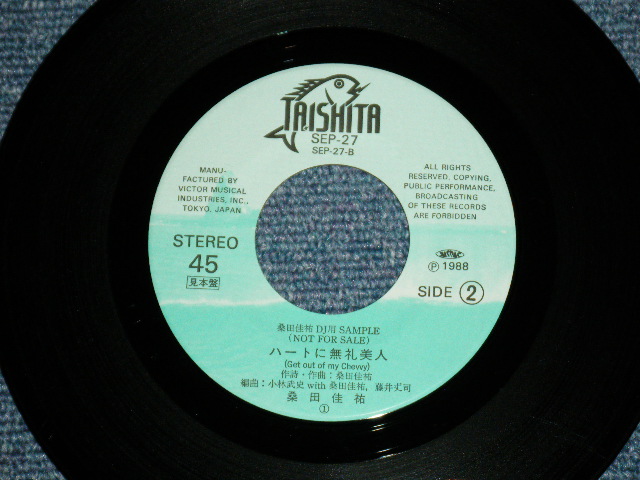 TAISHITA
SEP-27
SEP-27-B
MANU-
FACTURED BY
VICTOR MUSICAL
INDUSTRIES, INC.,
TOKYO, JAPAN
ALL RIGHTS
RESERVED. COPYING,
PUBLIC PERFORMANCE,
BROADCASTING
OF THESE RECORDS
ARE FORBIDDEN
STEREO
45
見本盤
Ⓟ 1988
SIDE ②
桑田佳祐 DJ用 SAMPLE
(NOT FOR SALE)
ハートに無礼美人
(Get out of my Chevvy)
作詩・作曲：桑田佳祐
編曲：小林武史 with 桑田佳祐, 藤井丈司
桑田佳祐
①